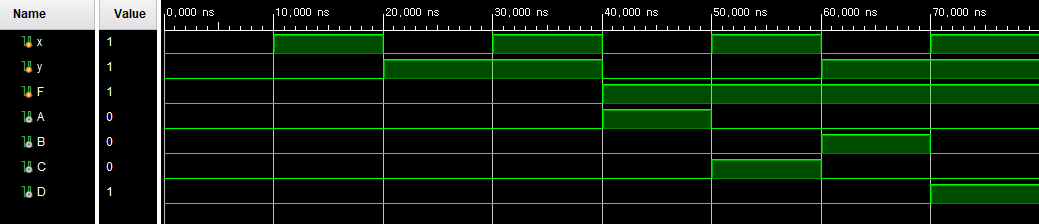 Name Value 0,000 ns 10,000 ns 20,000 ns 30,000 ns 40,000 ns 50,000 ns 60,000 ns 70,000 ns
x 1
y 1
F 1
A 0
B 0
C 0
D 1